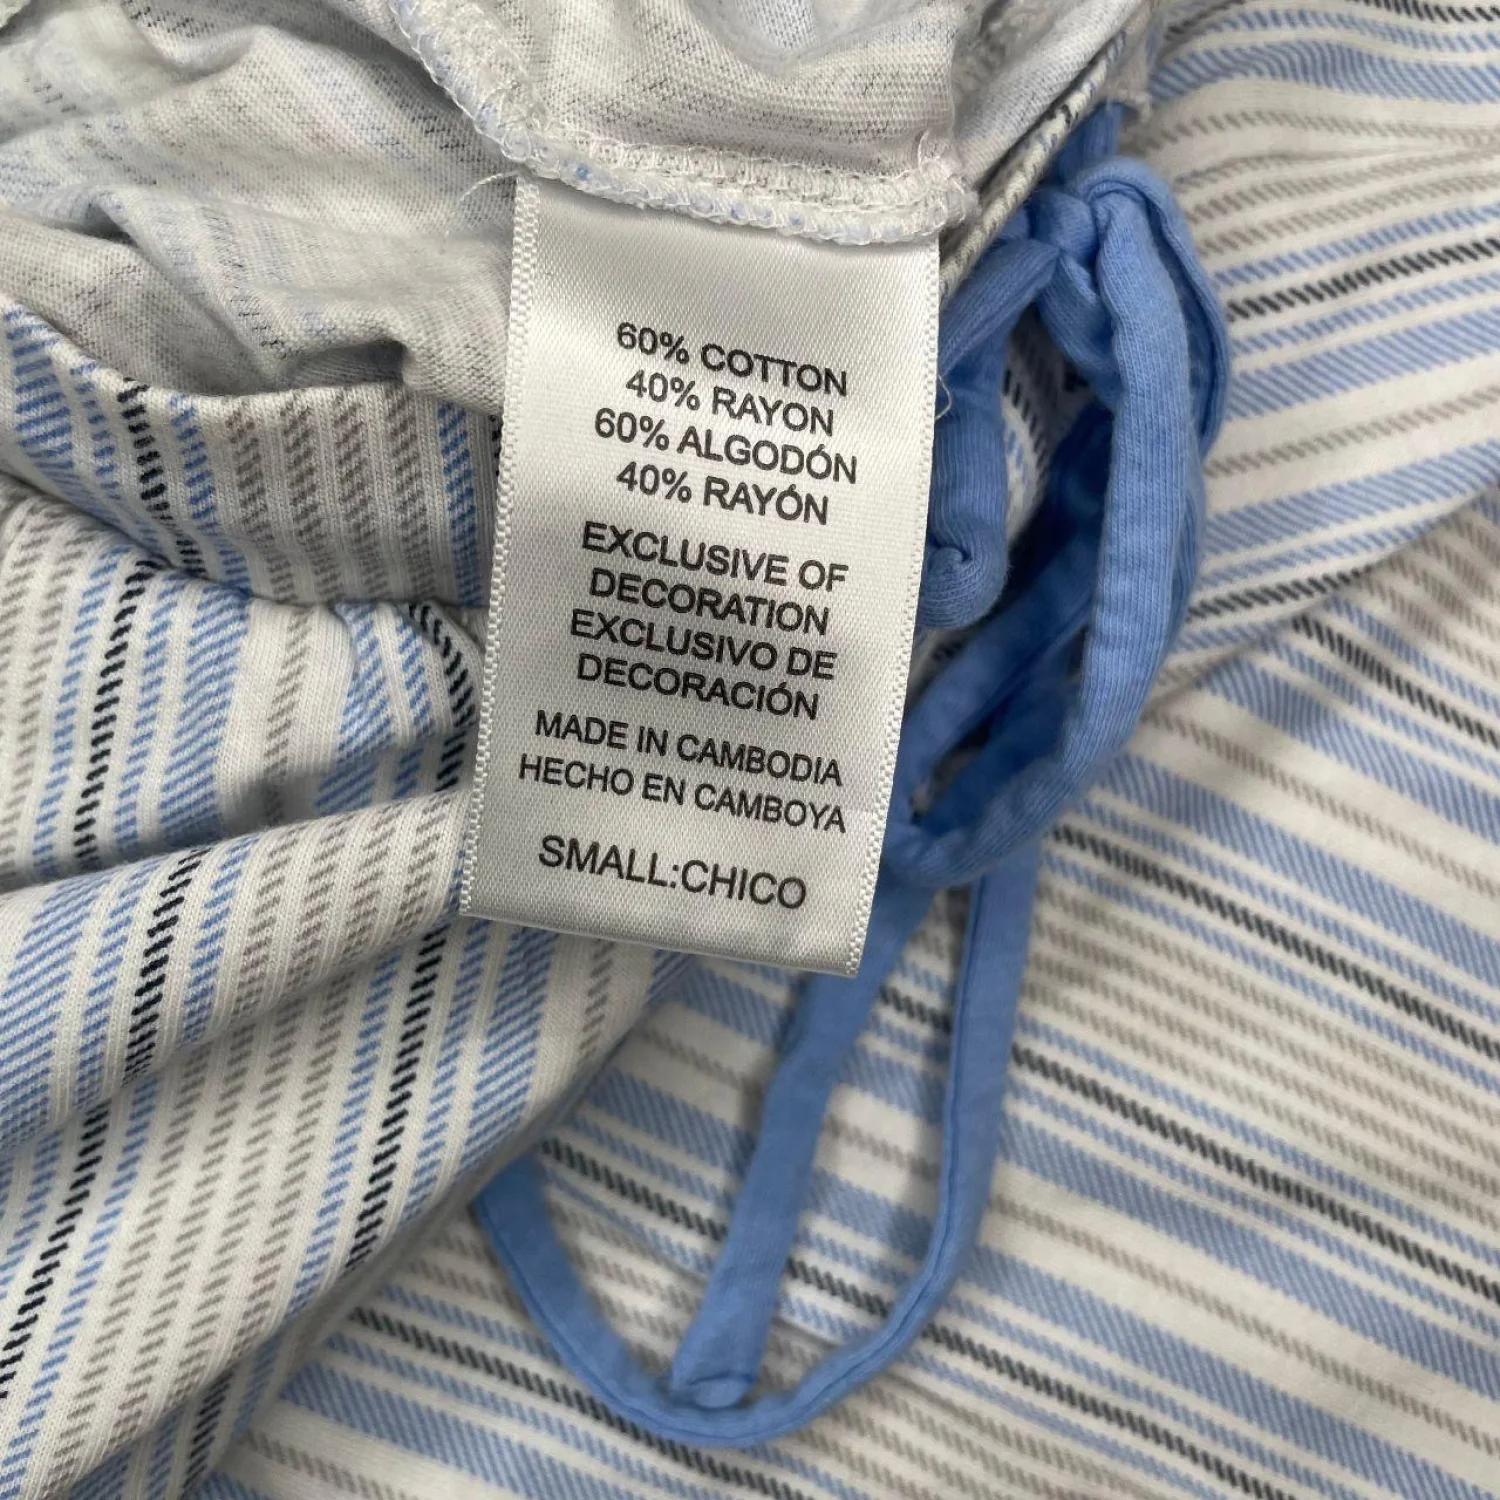 60% COTTON
40% RAYON
60% ALGODÓN
40% RAYÓN
EXCLUSIVE OF
DECORATION
EXCLUSIVO DE
DECORACIÓN
MADE IN CAMBODIA
HECHO EN CAMBOYA
SMALL:CHICO